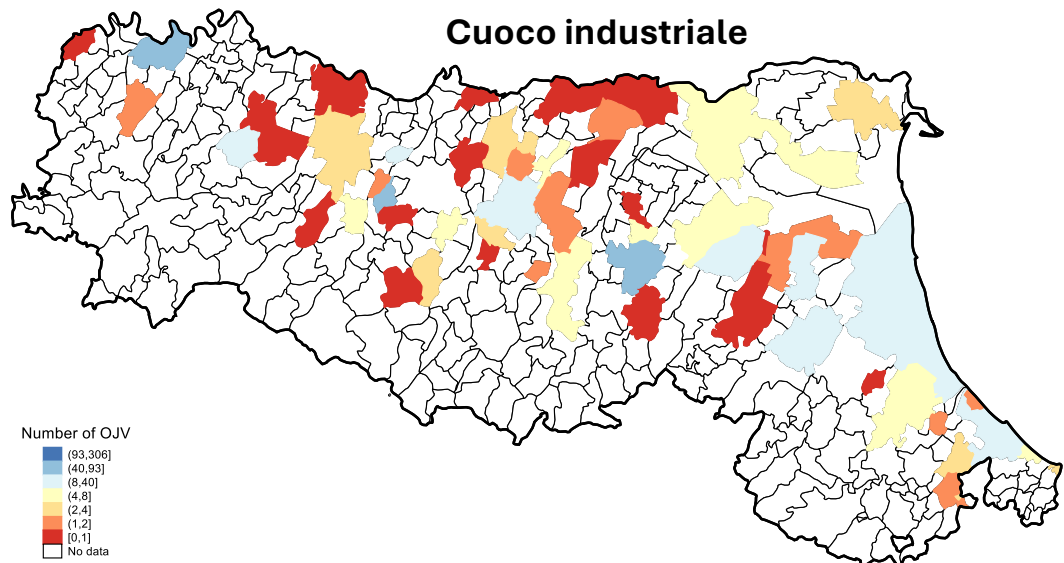 Cuoco industriale
Number of OJV
(93,306]
(40,93]
(8,40]
(4,8]
(2,4]
(1,2]
[0,1]
No data